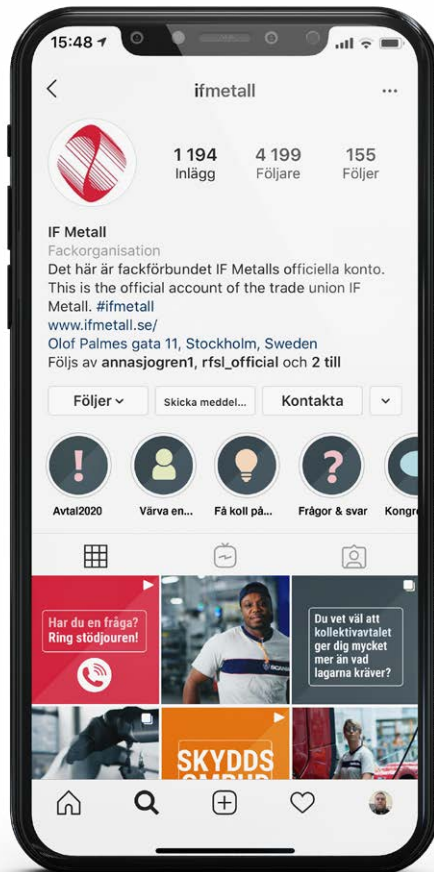 15:48
ifmetall
1 194
Inlägg
4 199
Följare
155
Följer
IF Metall
Fackorganisation
Det här är fackförbundet IF Metalls officiella konto.
This is the official account of the trade union IF
Metall. #ifmetall
www.ifmetall.se/
Olof Palmes gata 11, Stockholm, Sweden
Följs av annasjogren1, rfsl_official och 2 till
Följer
Skicka meddel...
Kontakta
Avtal2020
Värva en...
Få koll på...
Frågor & svar
Kongre
Har du en fråga?
Ring stödjouren!
Du vet väl att
kollektivavtalet
ger dig mycket
mer än vad
lagarna kräver?
SKYDDS
OMBUD